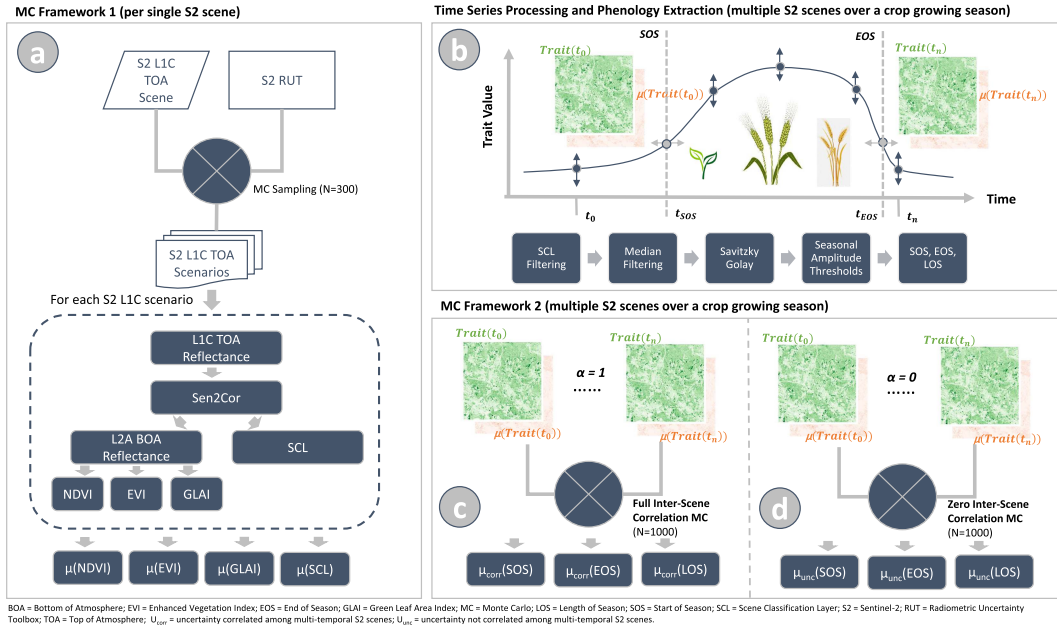 MC Framework 1 (per single S2 scene)
a
S2 L1C
TOA
Scene
S2 RUT
MC Sampling (N=300)
S2 L1C TOA
Scenarios
For each S2 L1C scenario
L1C TOA
Reflectance
Sen2Cor
L2A BOA
Reflectance
SCL
NDVI
EVI
GLAI
μ(NDVI)
μ(EVI)
μ(GLAI)
μ(SCL)
Time Series Processing and Phenology Extraction (multiple S2 scenes over a crop growing season)
b
SOS
EOS
Trait(t₀)
μ(Trait(t₀))
Trait(tₙ)
μ(Trait(tₙ))
Trait Value
Time
t₀
t_SOS
t_EOS
tₙ
SCL
Filtering
Median
Filtering
Savitzky
Golay
Seasonal
Amplitude
Thresholds
SOS, EOS,
LOS
MC Framework 2 (multiple S2 scenes over a crop growing season)
Trait(t₀)
Trait(tₙ)
α = 1
......
μ(Trait(t₀))
μ(Trait(tₙ))
c
Full Inter-Scene
Correlation MC
(N=1000)
μcorr(SOS)
μcorr(EOS)
μcorr(LOS)
Trait(t₀)
Trait(tₙ)
α = 0
......
μ(Trait(t₀))
μ(Trait(tₙ))
d
Zero Inter-Scene
Correlation MC
(N=1000)
μunc(SOS)
μunc(EOS)
μunc(LOS)
BOA = Bottom of Atmosphere; EVI = Enhanced Vegetation Index; EOS = End of Season; GLAI = Green Leaf Area Index; MC = Monte Carlo; LOS = Length of Season; SOS = Start of Season; SCL = Scene Classification Layer; S2 = Sentinel-2; RUT = Radiometric Uncertainty
Toolbox; TOA = Top of Atmosphere; Ucorr = uncertainty correlated among multi-temporal S2 scenes; Uunc = uncertainty not correlated among multi-temporal S2 scenes.